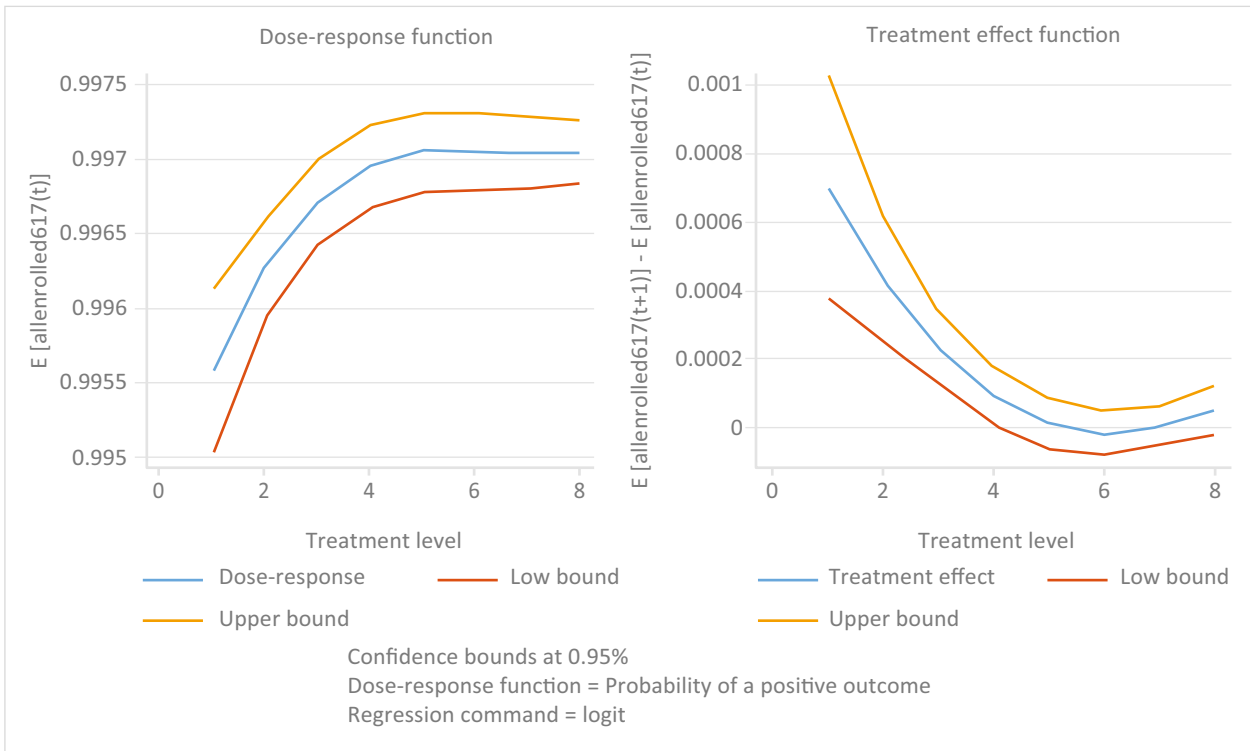 Dose-response function
E [allenrolled617(t)]
0.9975
0.997
0.9965
0.996
0.9955
0.995
0
2
4
6
8
Treatment level
Dose-response
Low bound
Upper bound
Treatment effect function
E [allenrolled617(t+1)] - E [allenrolled617(t)]
0.001
0.0008
0.0006
0.0004
0.0002
0
0
2
4
6
8
Treatment level
Treatment effect
Low bound
Upper bound
Confidence bounds at 0.95%
Dose-response function = Probability of a positive outcome
Regression command = logit